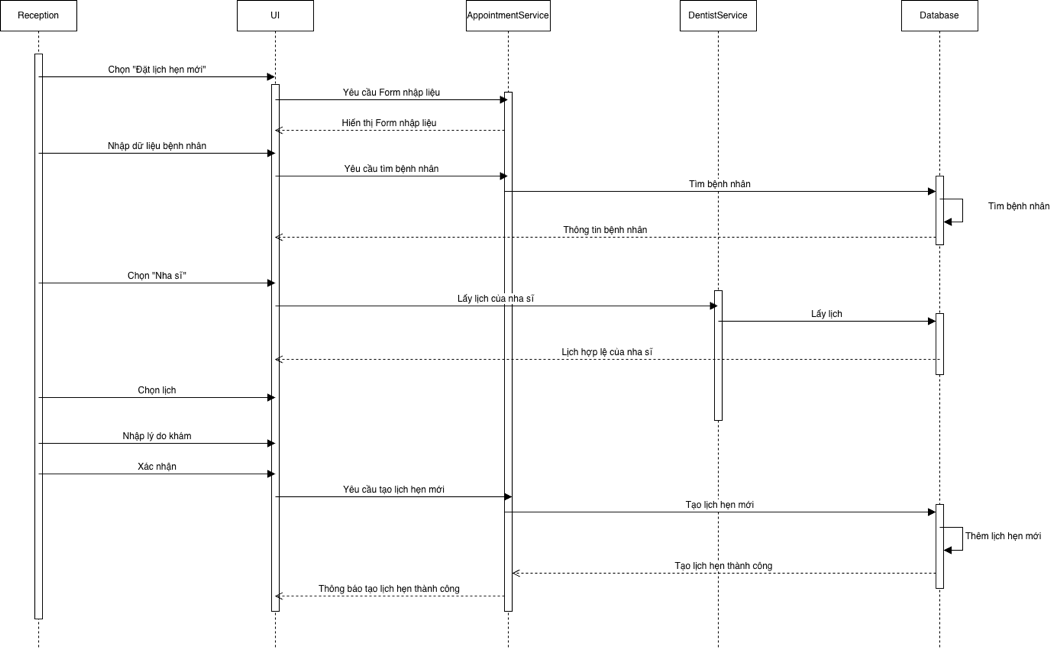 Reception
UI
AppointmentService
DentistService
Database
Chọn "Đặt lịch hẹn mới"
Yêu cầu Form nhập liệu
Hiển thị Form nhập liệu
Nhập dữ liệu bệnh nhân
Yêu cầu tìm bệnh nhân
Tìm bệnh nhân
Tìm bệnh nhân
Thông tin bệnh nhân
Chọn "Nha sĩ"
Lấy lịch của nha sĩ
Lấy lịch
Lịch hợp lệ của nha sĩ
Chọn lịch
Nhập lý do khám
Xác nhận
Yêu cầu tạo lịch hẹn mới
Tạo lịch hẹn mới
Thêm lịch hẹn mới
Tạo lịch hẹn thành công
Thông báo tạo lịch hẹn thành công